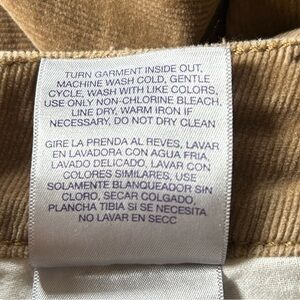 TURN GARMENT INSIDE OUT,
MACHINE WASH COLD, GENTLE
CYCLE, WASH WITH LIKE COLORS,
USE ONLY NON-CHLORINE BLEACH.
LINE DRY, WARM IRON IF
NECESSARY, DO NOT DRY CLEAN
GIRE LA PRENDA AL REVES, LAVAR
EN LAVADORA CON AGUA FRIA,
LAVADO DELICADO, LAVAR CON
COLORES SIMILARES, USE
SOLAMENTE BLANQUEADOR SIN
CLORO, SECAR COLGADO,
PLANCHA TIBIA SI SE NECESITA
NO LAVAR EN SECC